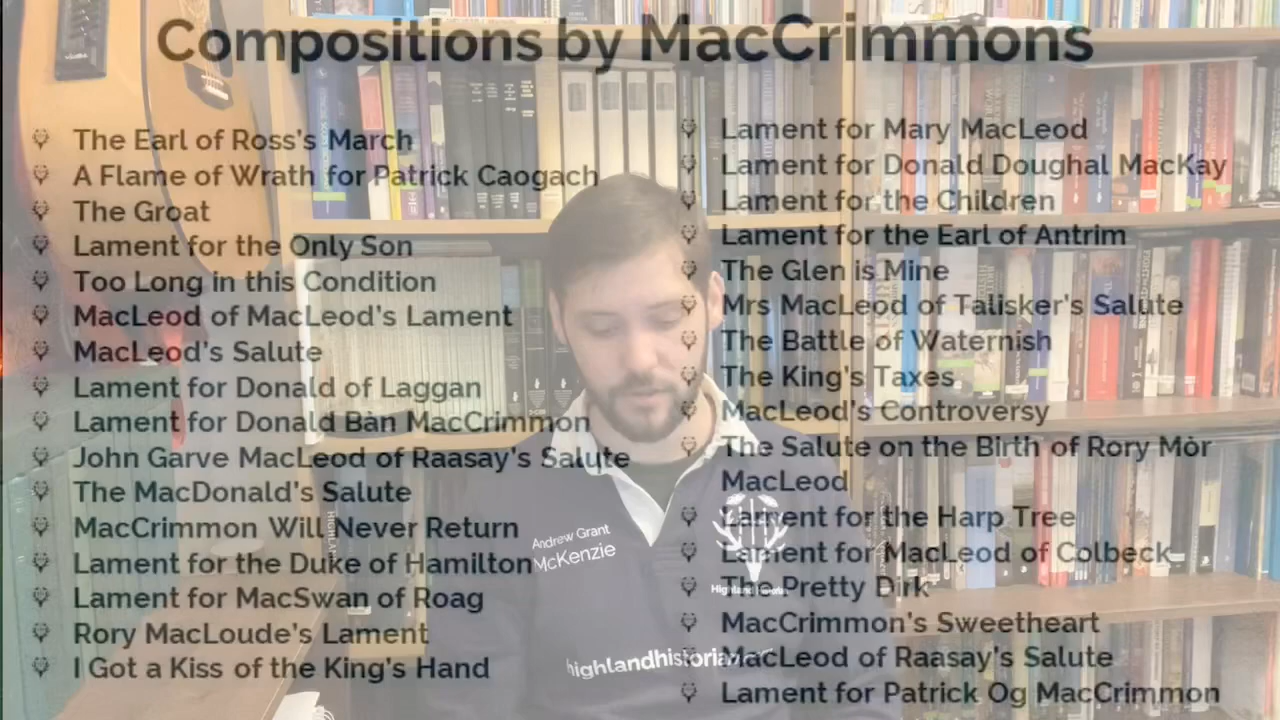 Compositions by MacCrimmons
The Earl of Ross's March
A Flame of Wrath for Patrick Caogach
The Groat
Lament for the Only Son
Too Long in this Condition
MacLeod of MacLeod's Lament
MacLeod's Salute
Lament for Donald of Laggan
Lament for Donald Bàn MacCrimmon
John Garve MacLeod of Raasay's Salute
The MacDonald's Salute
MacCrimmon Will Never Return
Lament for the Duke of Hamilton
Lament for MacSwan of Roag
Rory MacLoude's Lament
I Got a Kiss of the King's Hand
Lament for Mary MacLeod
Lament for Donald Doughal MacKay
Lament for the Children
Lament for the Earl of Antrim
The Glen is Mine
Mrs MacLeod of Talisker's Salute
The Battle of Waternish
The King's Taxes
MacLeod's Controversy
The Salute on the Birth of Rory Mòr
MacLeod
Lament for the Harp Tree
Lament for MacLeod of Colbeck
The Pretty Dirk
MacCrimmon's Sweetheart
MacLeod of Raasay's Salute
Lament for Patrick Og MacCrimmon
Andrew Grant
McKenzie